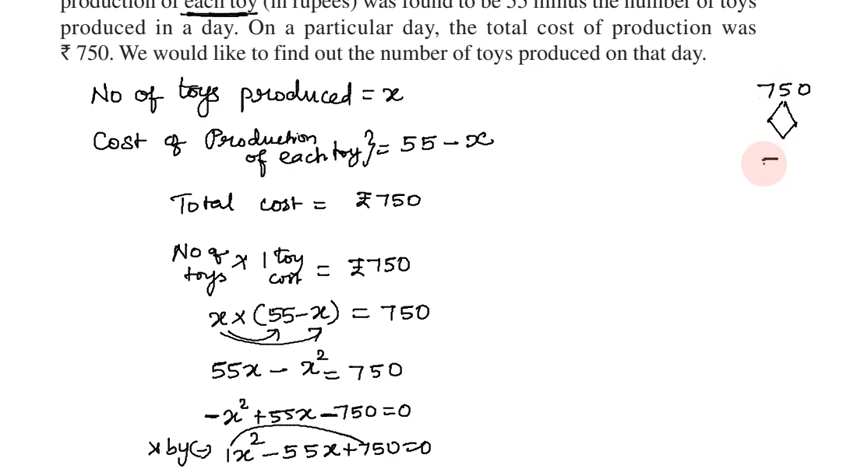 production of each toy (in rupees) was found to be 55 minus the number of toys
produced in a day. On a particular day, the total cost of production was
₹ 750. We would like to find out the number of toys produced on that day.
No of toys produced = x
750
Cost of Production of each toy} = 55 - x
-
Total cost = ₹750
No of toys × 1 toy cost = ₹750
x × (55-x) = 750
55x - x² = 750
-x² + 55x - 750 = 0
× by (-) 1x² - 55x + 750 = 0